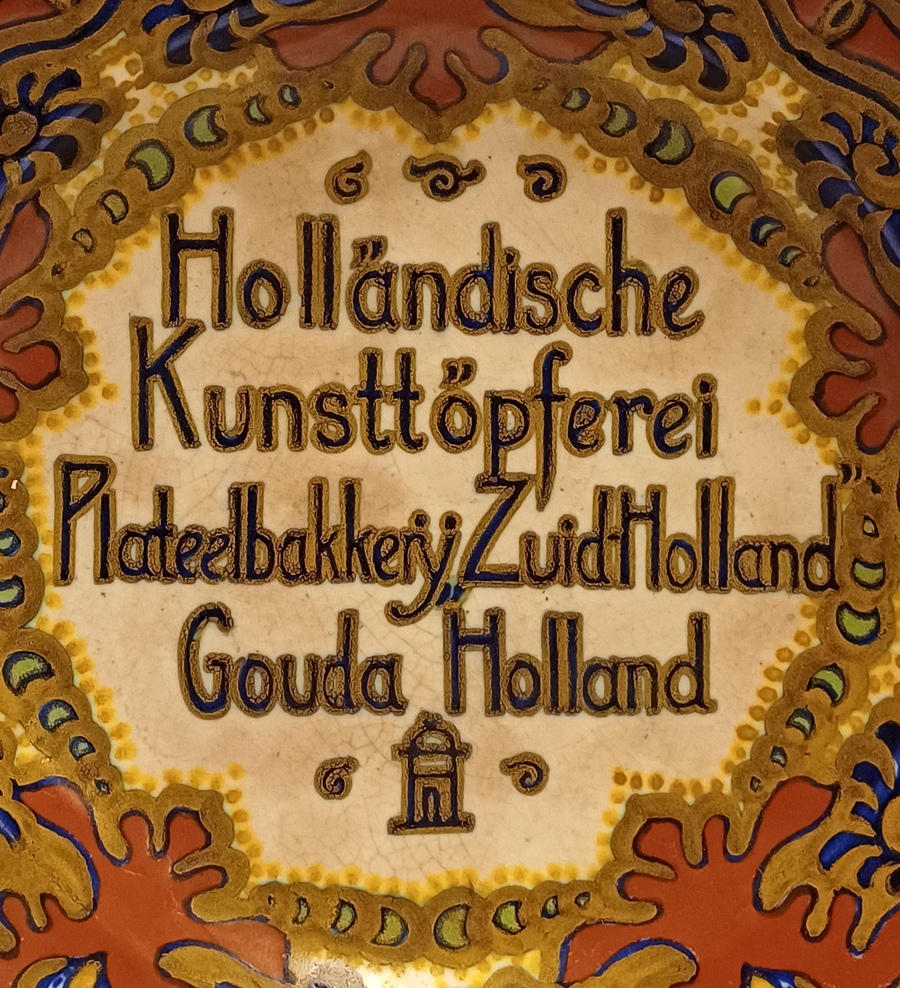 Holländische
Kunsttöpferei
Plateelbakkerij „Zuid-Holland”
Gouda Holland